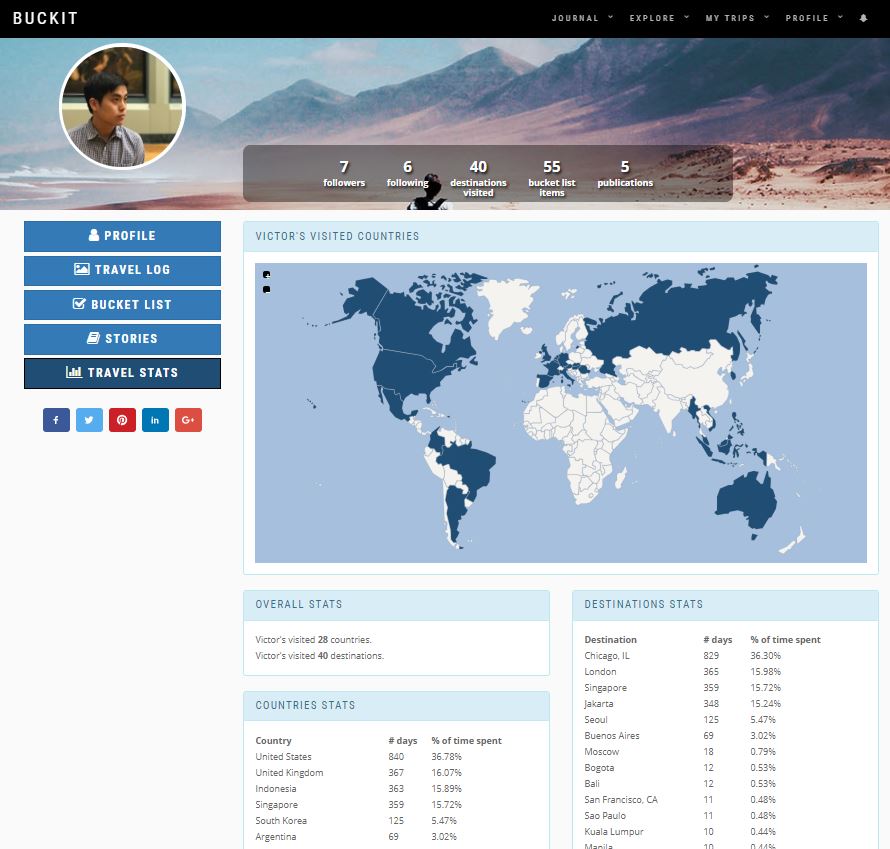 BUCKIT
JOURNAL EXPLORE MY TRIPS PROFILE
7 6 40 55 5
followers following destinations visited bucket list items publications
PROFILE
TRAVEL LOG
BUCKET LIST
STORIES
TRAVEL STATS
VICTOR'S VISITED COUNTRIES
OVERALL STATS
Victor's visited 28 countries.
Victor's visited 40 destinations.
COUNTRIES STATS
Country # days % of time spent
United States 840 36.78%
United Kingdom 367 16.07%
Indonesia 363 15.89%
Singapore 359 15.72%
South Korea 125 5.47%
Argentina 69 3.02%
DESTINATIONS STATS
Destination # days % of time spent
Chicago, IL 829 36.30%
London 365 15.98%
Singapore 359 15.72%
Jakarta 348 15.24%
Seoul 125 5.47%
Buenos Aires 69 3.02%
Moscow 18 0.79%
Bogota 12 0.53%
Bali 12 0.53%
San Francisco, CA 11 0.48%
Sao Paulo 11 0.48%
Kuala Lumpur 10 0.44%
Manila 10 0.44%